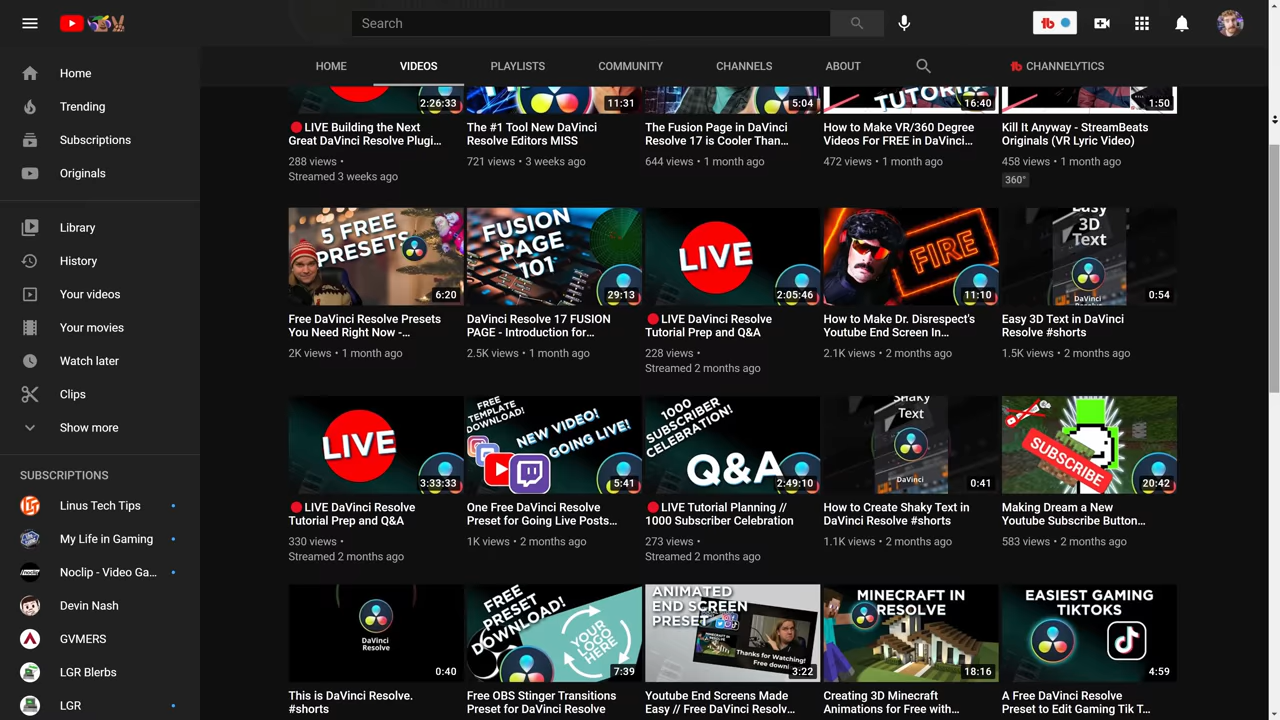 Search
HOME
VIDEOS
PLAYLISTS
COMMUNITY
CHANNELS
ABOUT
CHANNELYTICS
Home
Trending
Subscriptions
Originals
Library
History
Your videos
Your movies
Watch later
Clips
Show more
SUBSCRIPTIONS
Linus Tech Tips
My Life in Gaming
Noclip - Video Ga...
Devin Nash
GVMERS
LGR Blerbs
LGR
2:26:33
LIVE Building the Next
Great DaVinci Resolve Plugi...
288 views •
Streamed 3 weeks ago
11:31
The #1 Tool New DaVinci
Resolve Editors MISS
721 views • 3 weeks ago
5:04
The Fusion Page in DaVinci
Resolve 17 is Cooler Than...
644 views • 1 month ago
TUTORIAL
16:40
How to Make VR/360 Degree
Videos For FREE in DaVinci...
472 views • 1 month ago
1:50
Kill It Anyway - StreamBeats
Originals (VR Lyric Video)
458 views • 1 month ago
360°
5 FREE
PRESETS
6:20
Free DaVinci Resolve Presets
You Need Right Now -...
2K views • 1 month ago
FUSION
PAGE
101
29:13
DaVinci Resolve 17 FUSION
PAGE - Introduction for...
2.5K views • 1 month ago
LIVE
2:05:46
LIVE DaVinci Resolve
Tutorial Prep and Q&A
228 views •
Streamed 2 months ago
FIRE
11:10
How to Make Dr. Disrespect's
Youtube End Screen In...
2.1K views • 2 months ago
Easy
3D
Text
DaVinci
0:54
Easy 3D Text in DaVinci
Resolve #shorts
1.5K views • 2 months ago
LIVE
3:33:33
LIVE DaVinci Resolve
Tutorial Prep and Q&A
330 views •
Streamed 2 months ago
FREE
TEMPLATE
DOWNLOAD!
NEW VIDEO!
GOING LIVE!
5:41
One Free DaVinci Resolve
Preset for Going Live Posts...
1K views • 2 months ago
1000
SUBSCRIBER
CELEBRATION!
Q&A
2:49:10
LIVE Tutorial Planning //
1000 Subscriber Celebration
273 views •
Streamed 2 months ago
Shaky
Text
DaVinci
0:41
How to Create Shaky Text in
DaVinci Resolve #shorts
1.1K views • 2 months ago
SUBSCRIBE
20:42
Making Dream a New
Youtube Subscribe Button...
583 views • 2 months ago
DaVinci
Resolve
0:40
This is DaVinci Resolve.
#shorts
FREE
PRESET
DOWNLOAD!
YOUR
LOGO
HERE
7:39
Free OBS Stinger Transitions
Preset for DaVinci Resolve
ANIMATED
END SCREEN
PRESET
Thanks for Watching!
3:22
Youtube End Screens Made
Easy // Free DaVinci Resolv...
MINECRAFT IN
RESOLVE
18:16
Creating 3D Minecraft
Animations for Free with...
EASIEST GAMING
TIKTOKS
4:59
A Free DaVinci Resolve
Preset to Edit Gaming Tik T...